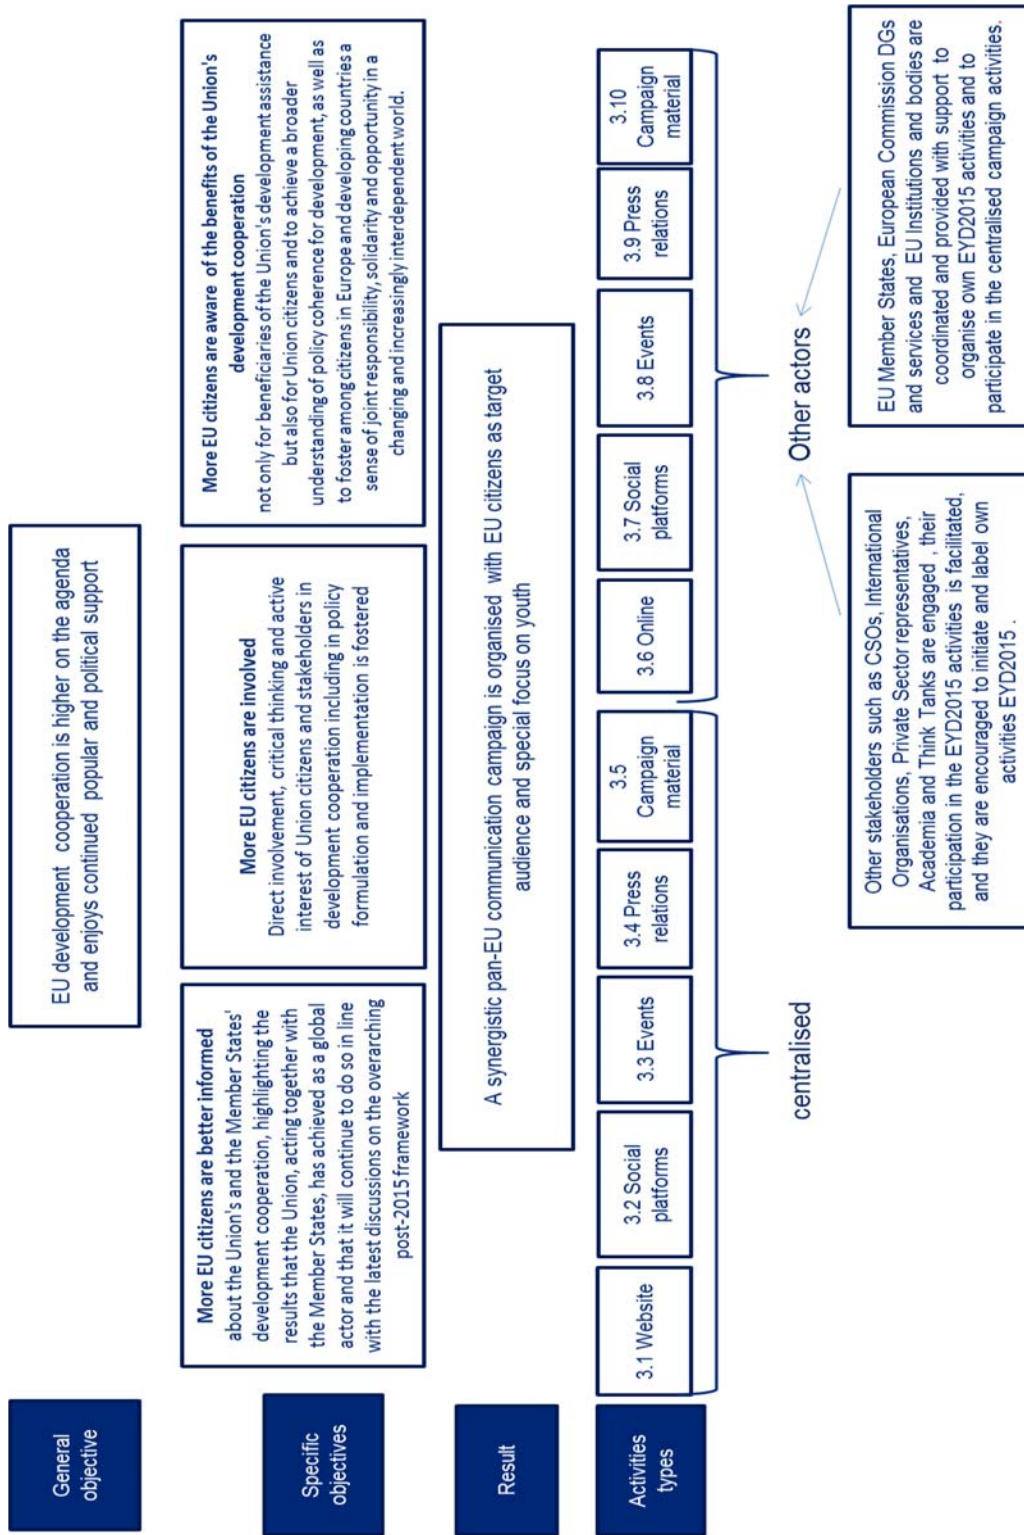 General
objective
EU development cooperation is higher on the agenda
and enjoys continued popular and political support
Specific
objectives
More EU citizens are better informed
about the Union's and the Member States'
development cooperation, highlighting the
results that the Union, acting together with
the Member States, has achieved as a global
actor and that it will continue to do so in line
with the latest discussions on the overarching
post-2015 framework
More EU citizens are involved
Direct involvement, critical thinking and active
interest of Union citizens and stakeholders in
development cooperation including in policy
formulation and implementation is fostered
More EU citizens are aware of the benefits of the Union's
development cooperation
not only for beneficiaries of the Union's development assistance
but also for Union citizens and to achieve a broader
understanding of policy coherence for development, as well as
to foster among citizens in Europe and developing countries a
sense of joint responsibility, solidarity and opportunity in a
changing and increasingly interdependent world.
Result
A synergistic pan-EU communication campaign is organised with EU citizens as target
audience and special focus on youth
Activities
types
3.1 Website
3.2 Social
platforms
3.3 Events
3.4 Press
relations
3.5
Campaign
material
3.6 Online
3.7 Social
platforms
3.8 Events
3.9 Press
relations
3.10
Campaign
material
centralised
Other actors
Other stakeholders such as CSOs, International
Organisations, Private Sector representatives,
Academia and Think Tanks are engaged , their
participation in the EYD2015 activities is facilitated,
and they are encouraged to initiate and label own
activities EYD2015 .
EU Member States, European Commission DGs
and services and EU Institutions and bodies are
coordinated and provided with support to
organise own EYD2015 activities and to
participate in the centralised campaign activities.